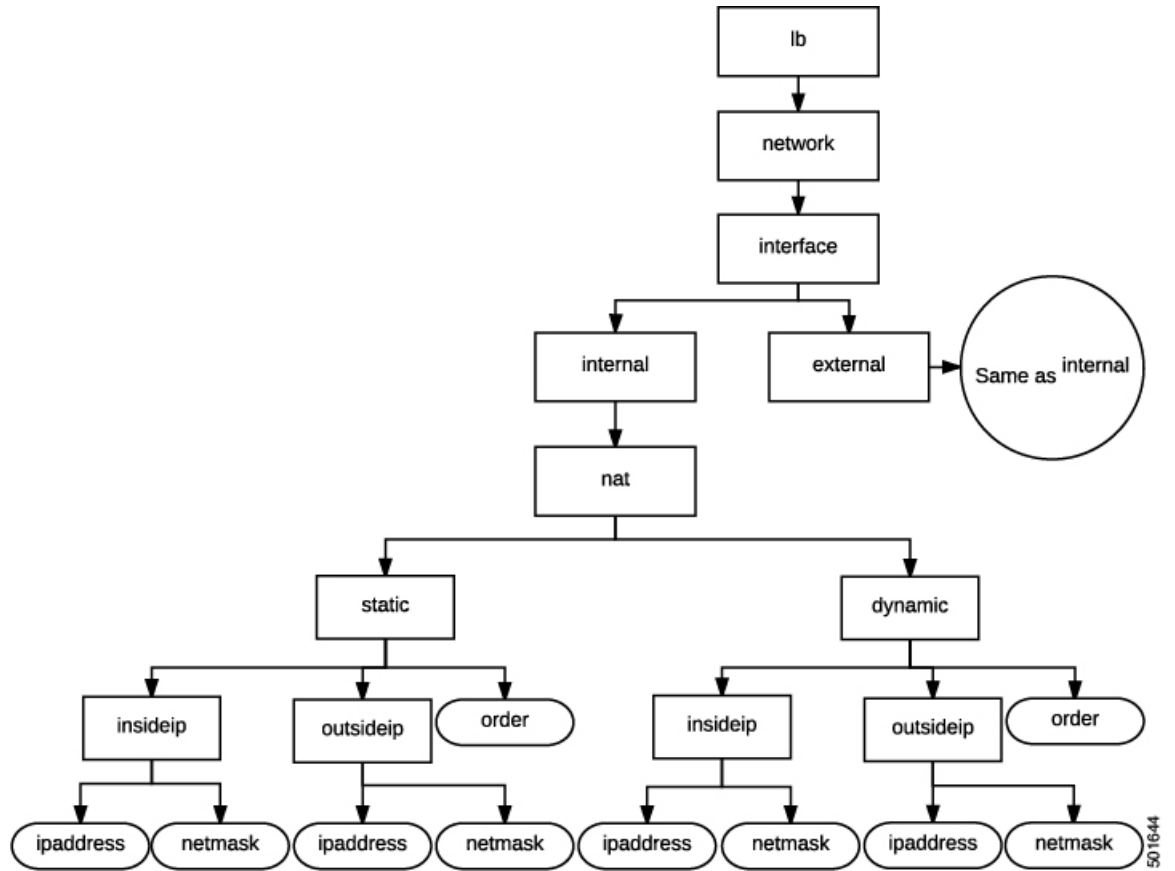 lb
network
interface
internal
external
Same as internal
nat
static
dynamic
insideip
outsideip
order
insideip
outsideip
order
ipaddress
netmask
ipaddress
netmask
ipaddress
netmask
ipaddress
netmask
501644